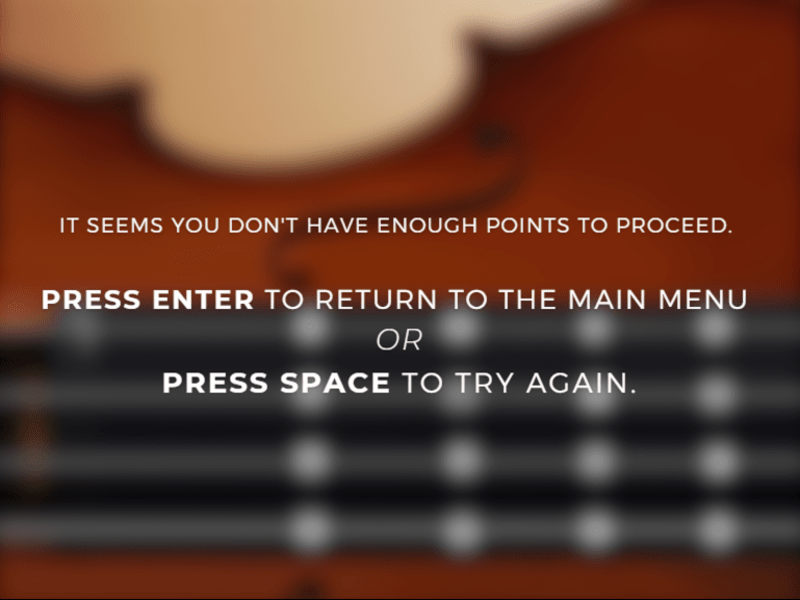 IT SEEMS YOU DON'T HAVE ENOUGH POINTS TO PROCEED.
PRESS ENTER TO RETURN TO THE MAIN MENU
OR
PRESS SPACE TO TRY AGAIN.